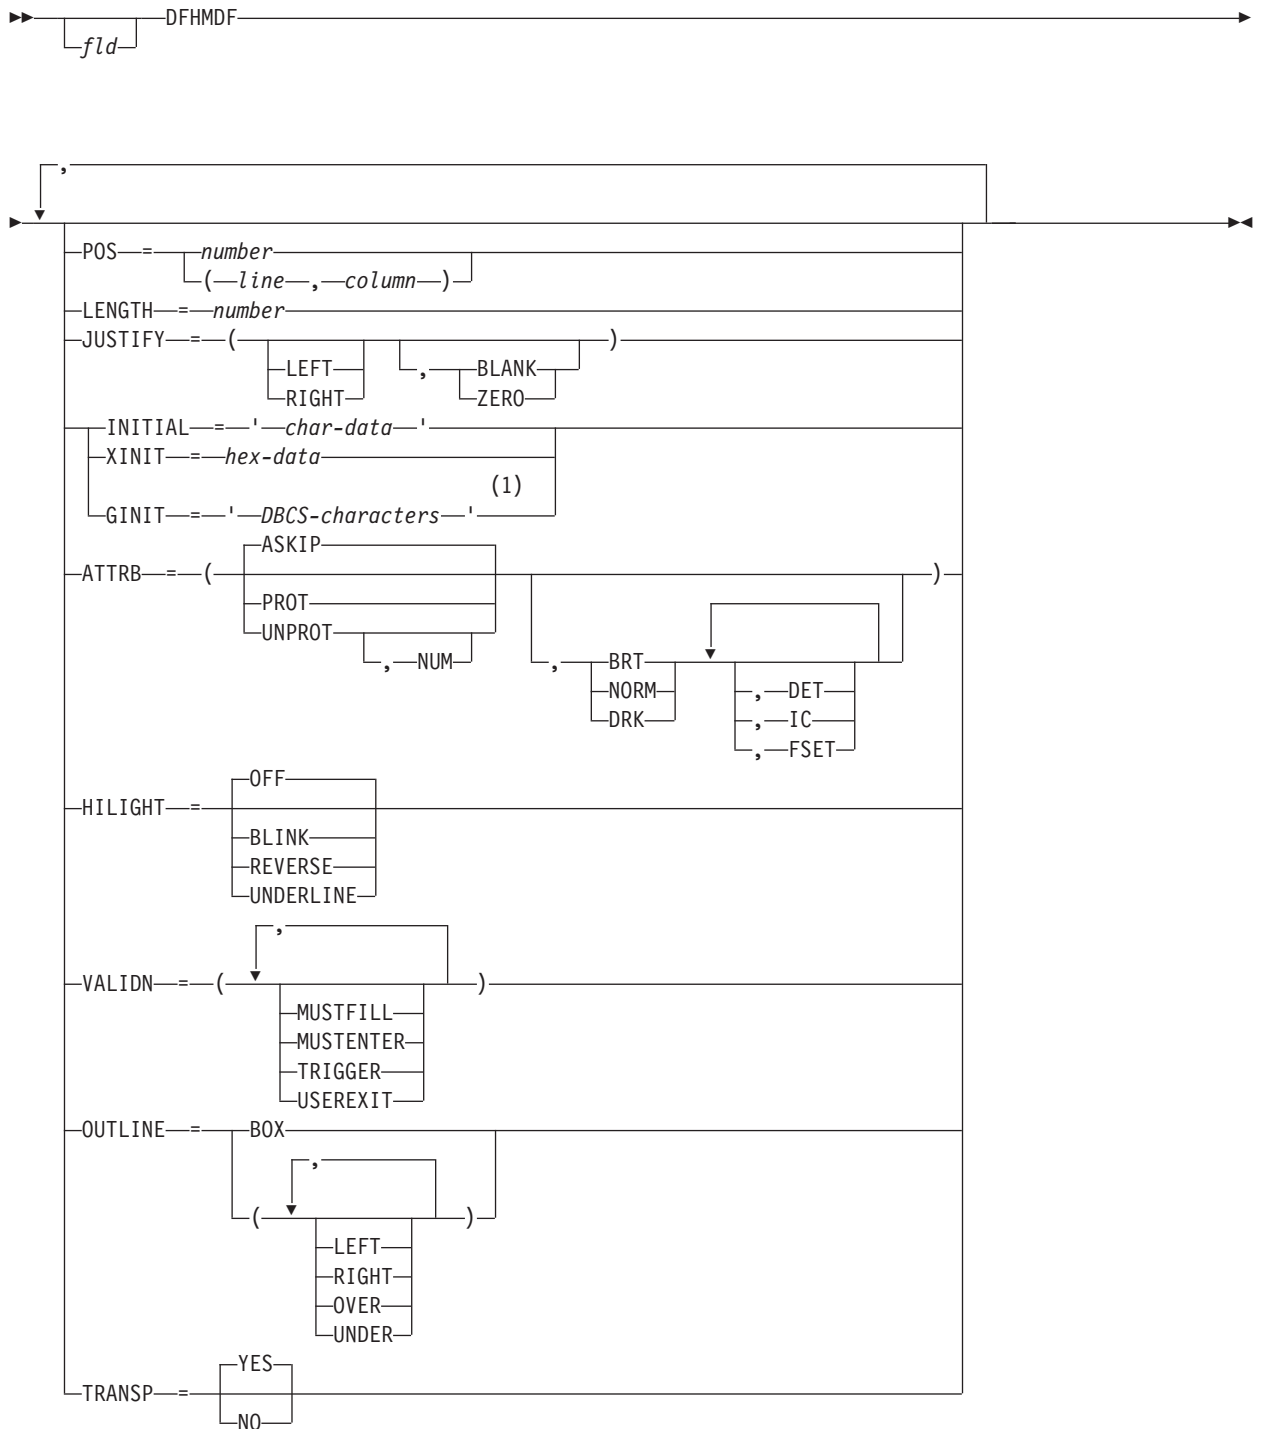 DFHMDF
fld
,
POS = number
( line , column )
LENGTH = number
JUSTIFY = ( )
LEFT , BLANK
RIGHT ZERO
INITIAL = ' char-data '
XINIT = hex-data
(1)
GINIT = ' DBCS-characters '
ASKIP
ATTRB = ( )
PROT
UNPROT
, NUM , BRT
NORM , DET
DRK , IC
, FSET
OFF
HILIGHT =
BLINK
REVERSE
UNDERLINE
,
VALIDN = ( )
MUSTFILL
MUSTENTER
TRIGGER
USEREXIT
OUTLINE = BOX
,
( )
LEFT
RIGHT
OVER
UNDER
YES
TRANSP =
NO